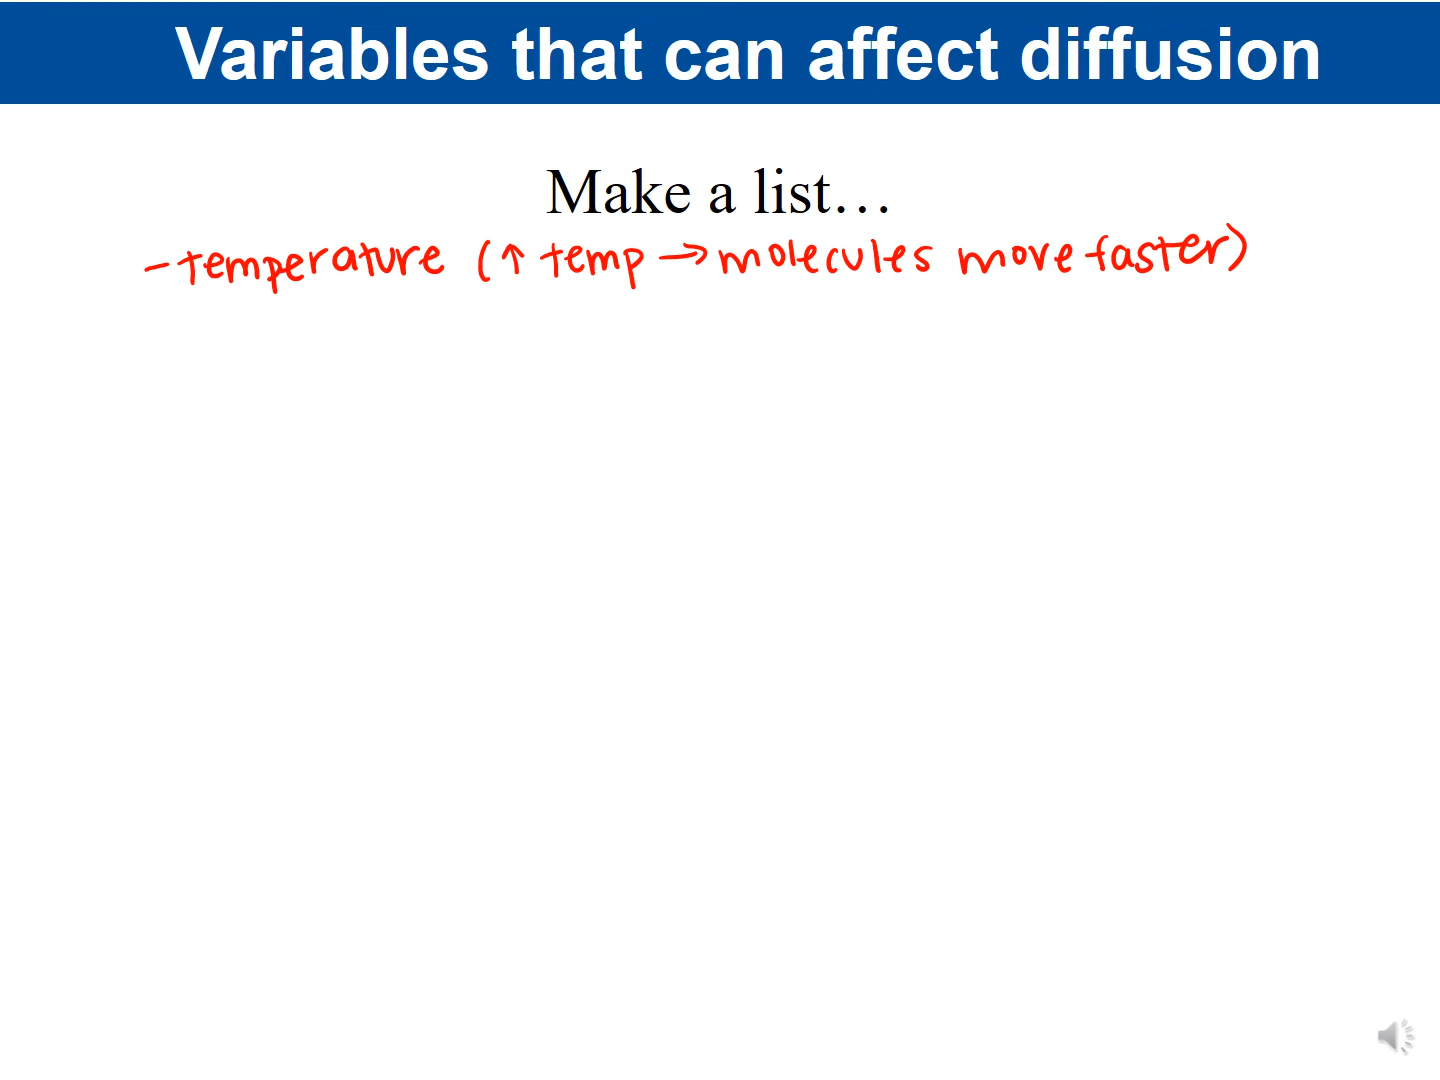 Variables that can affect diffusion
Make a list…
- temperature (↑ temp → molecules move faster)